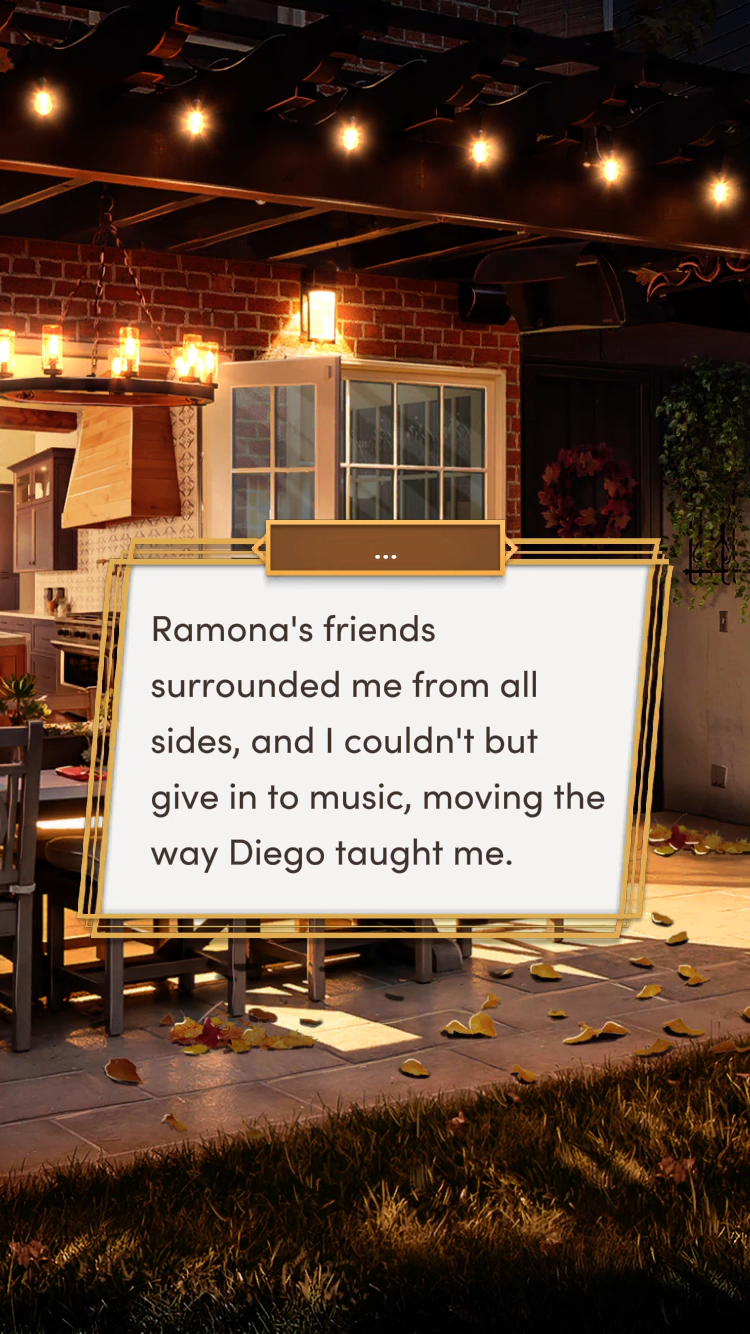 ...
Ramona's friends
surrounded me from all
sides, and I couldn't but
give in to music, moving the
way Diego taught me.